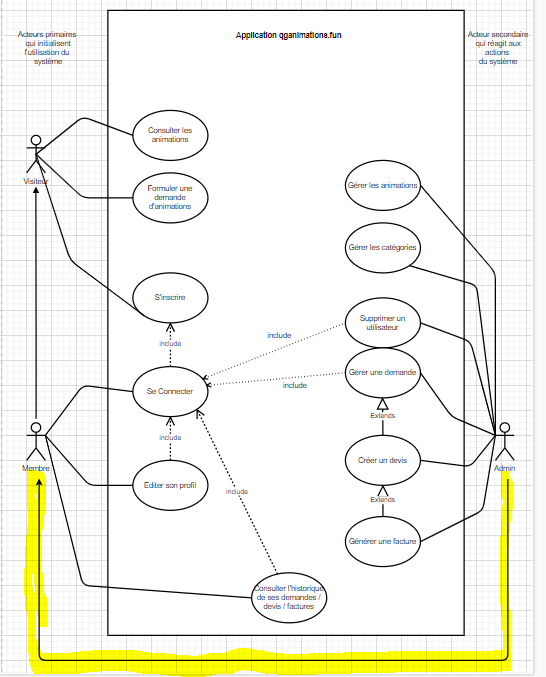 Acteurs primaires
qui initialisent
l'utilisation du
système
Application qganimations.fun
Acteur secondaire
qui réagit aux
actions
du système
Consulter les
animations
Visiteur
Formuler une
demande
d'animations
Gérer les animations
Gérer les catégories
S'inscrire
Supprimer un
utilisateur
include
include
Gérer une demande
include
Se Connecter
Extends
include
Membre
Créer un devis
Admin
Editer son profil
include
Extends
Générer une facture
Consulter l'historique
de ses demandes /
devis / factures